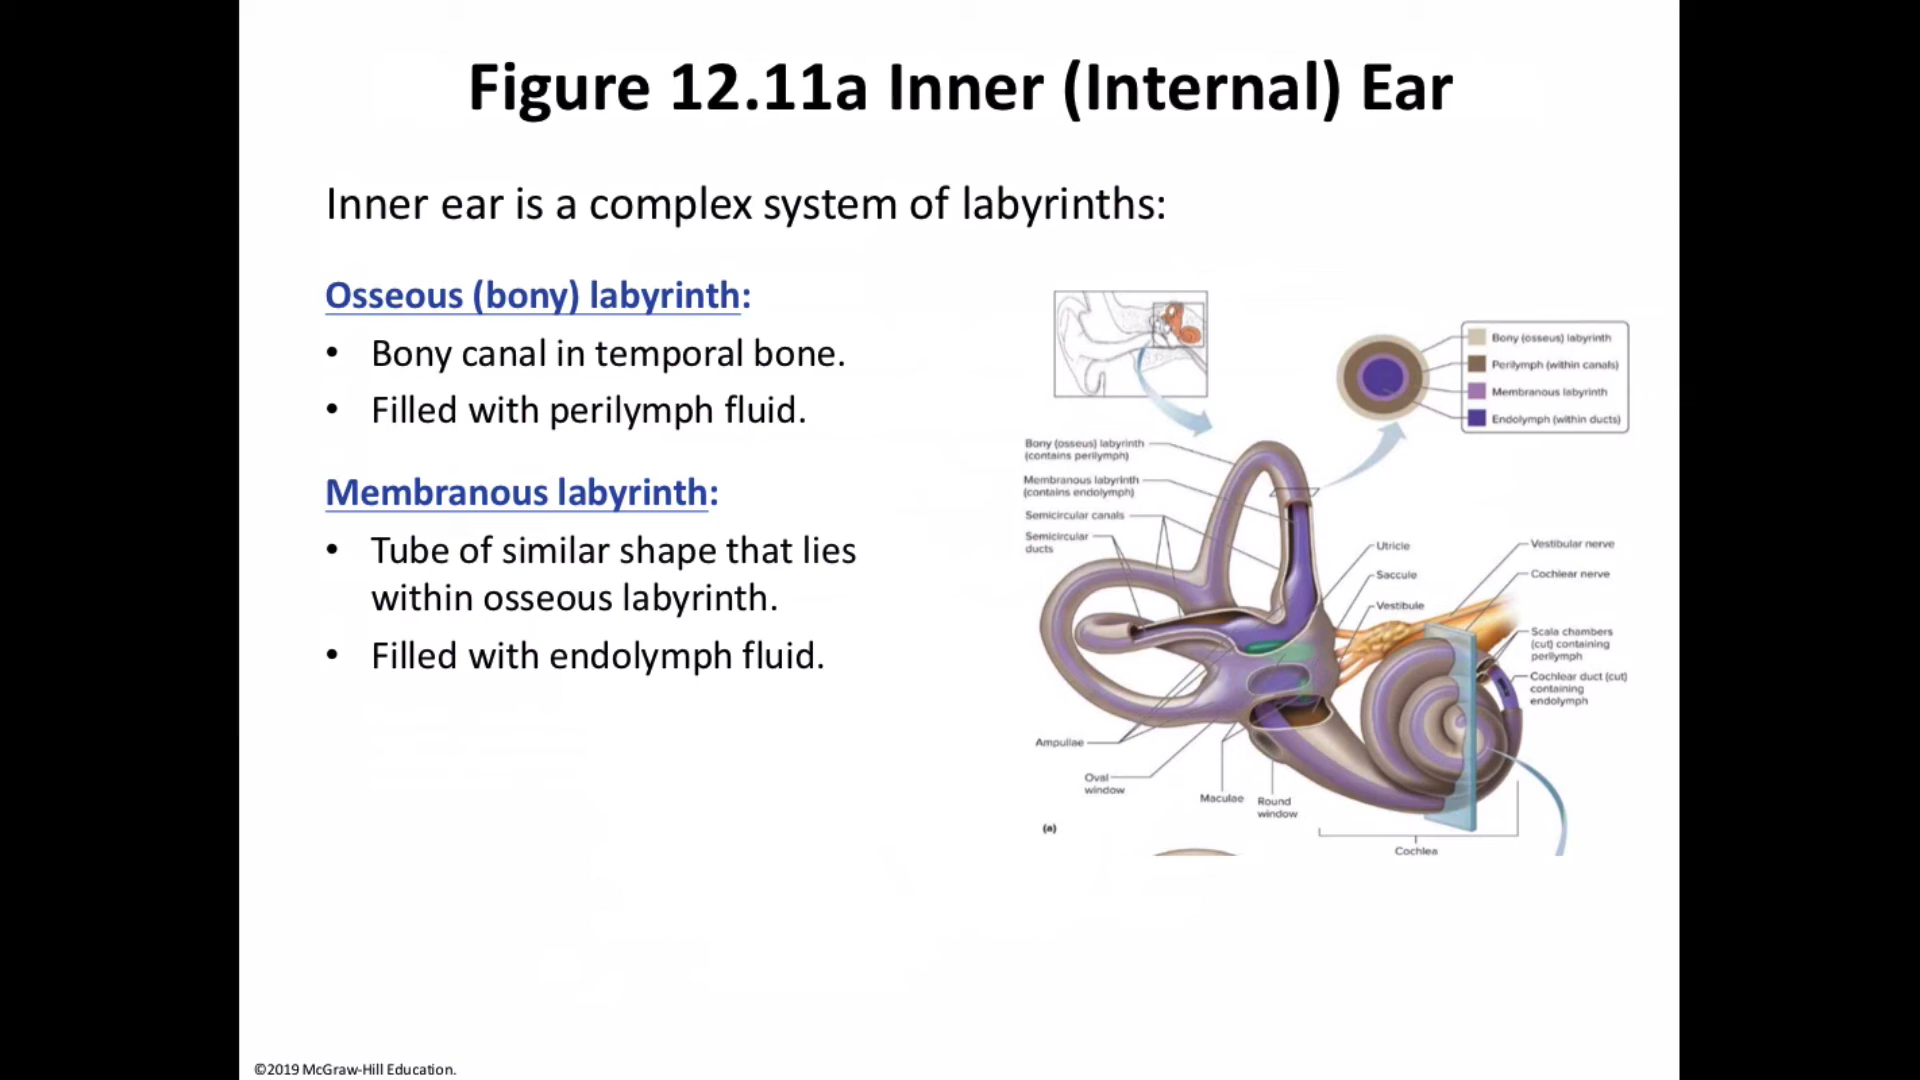 Figure 12.11a Inner (Internal) Ear
Inner ear is a complex system of labyrinths:
Osseous (bony) labyrinth:
• Bony canal in temporal bone.
• Filled with perilymph fluid.
Membranous labyrinth:
• Tube of similar shape that lies
within osseous labyrinth.
• Filled with endolymph fluid.
Bony (osseus) labyrinth
Perilymph (within canals)
Membranous labyrinth
Endolymph (within ducts)
Bony (osseus) labyrinth
(contains perilymph)
Membranous labyrinth
(contains endolymph)
Semicircular canals
Semicircular
ducts
Utricle
Saccule
Vestibule
Vestibular nerve
Cochlear nerve
Scala chambers
(cut) containing
perilymph
Cochlear duct (cut)
containing
endolymph
Ampullae
Oval
window
Maculae
Round
window
Cochlea
(a)
©2019 McGraw-Hill Education.